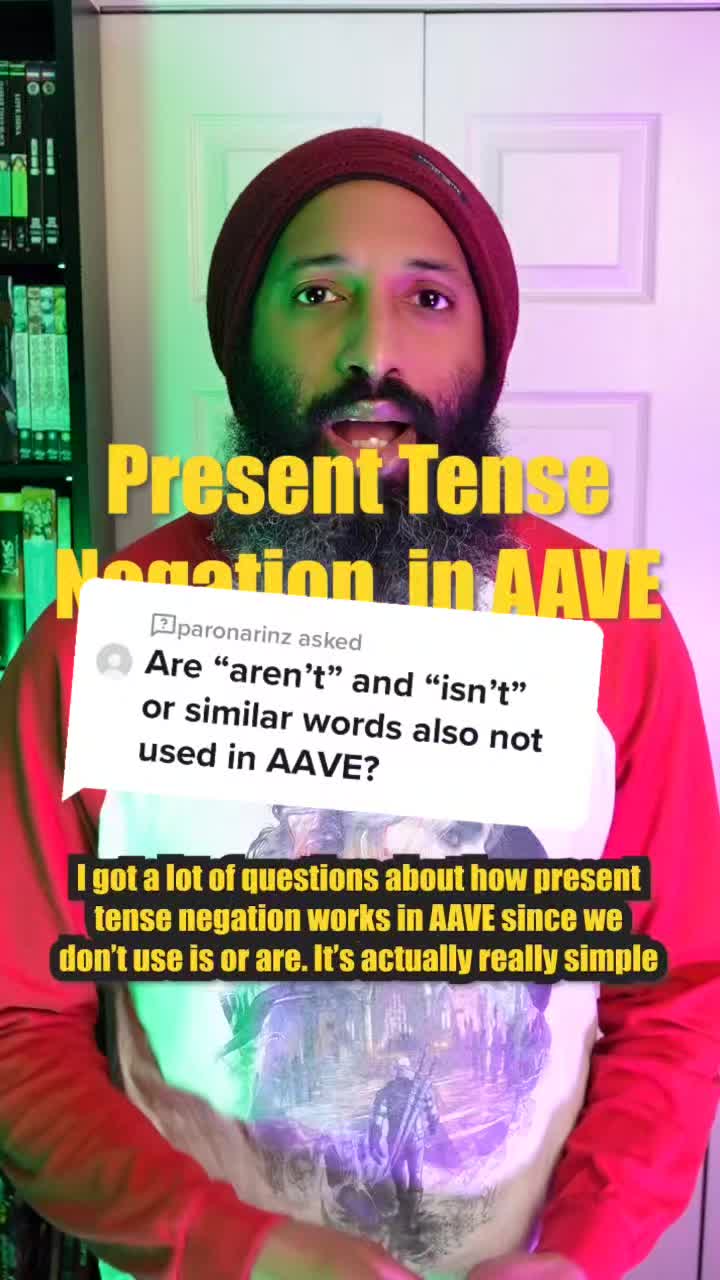 Present Tense
Negation in AAVE
paronarinz asked
Are “aren’t” and “isn’t”
or similar words also not
used in AAVE?
I got a lot of questions about how present
tense negation works in AAVE since we
don’t use is or are. It’s actually really simple